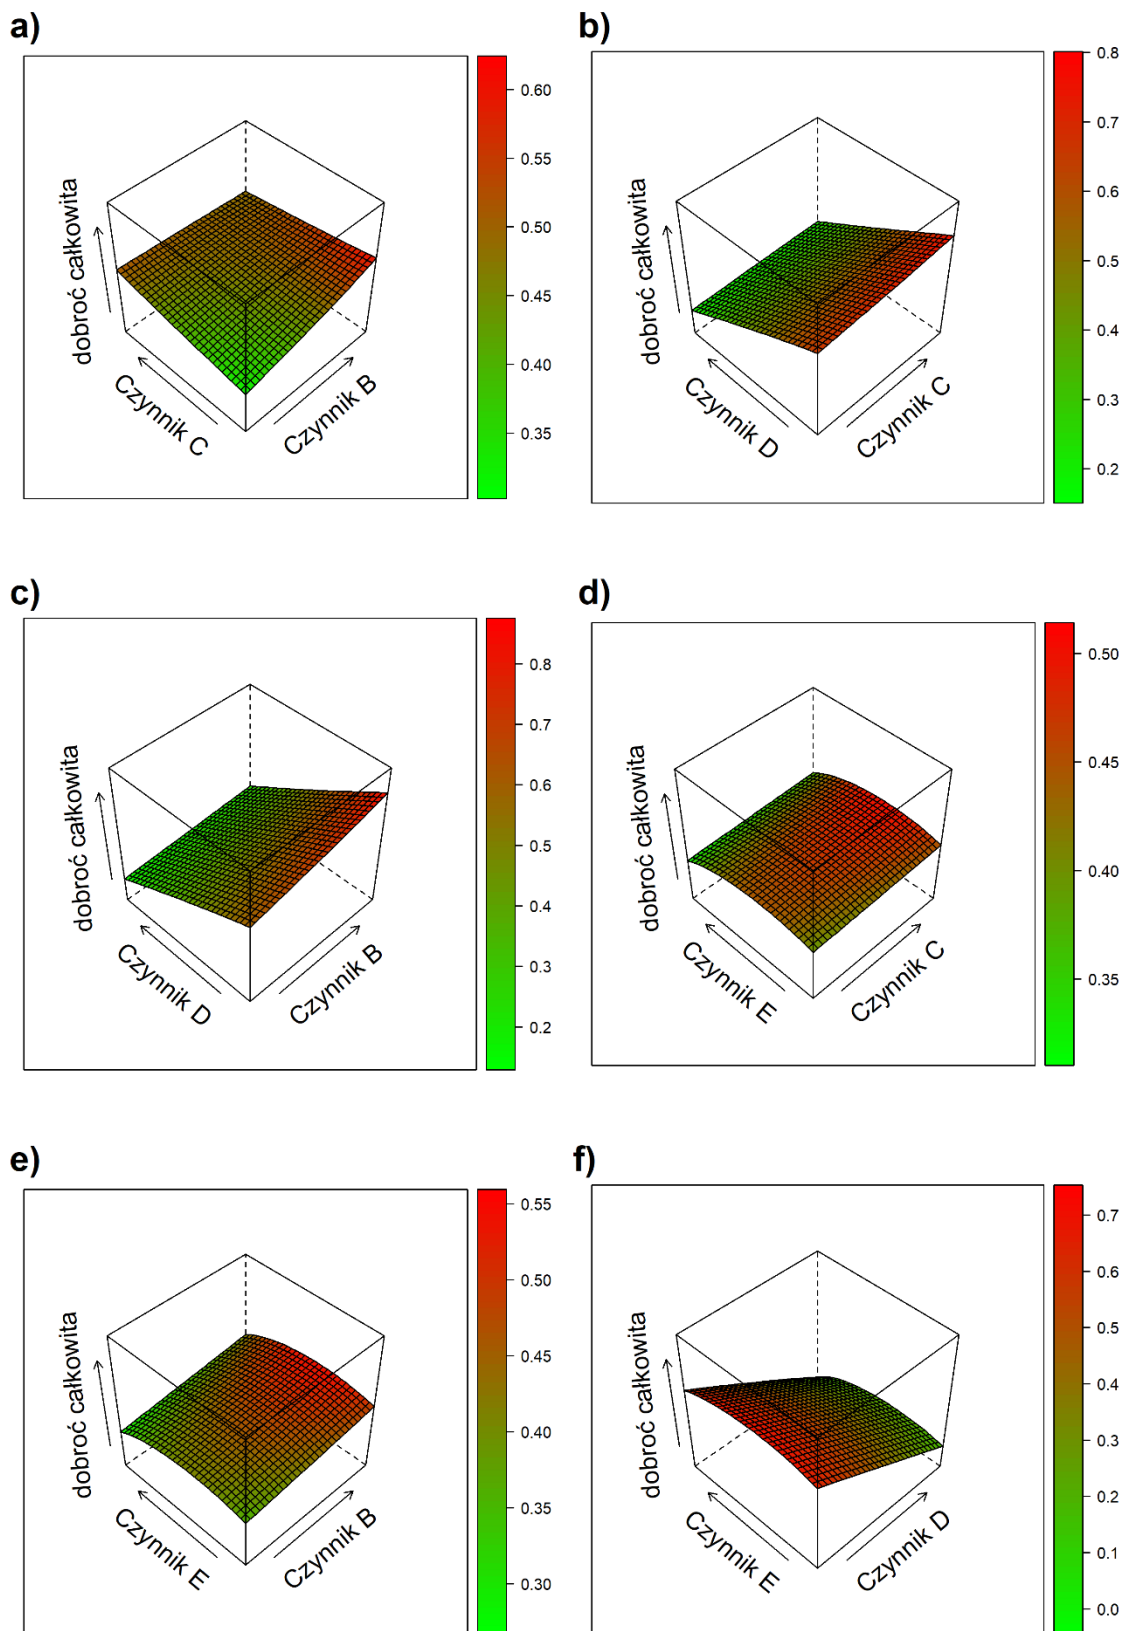 a)
dobroć całkowita
Czynnik C
Czynnik B
0.60
0.55
0.50
0.45
0.40
0.35
b)
dobroć całkowita
Czynnik D
Czynnik C
0.8
0.7
0.6
0.5
0.4
0.3
0.2
c)
dobroć całkowita
Czynnik D
Czynnik B
0.8
0.7
0.6
0.5
0.4
0.3
0.2
d)
dobroć całkowita
Czynnik E
Czynnik C
0.50
0.45
0.40
0.35
e)
dobroć całkowita
Czynnik E
Czynnik B
0.55
0.50
0.45
0.40
0.35
0.30
f)
dobroć całkowita
Czynnik E
Czynnik D
0.7
0.6
0.5
0.4
0.3
0.2
0.1
0.0